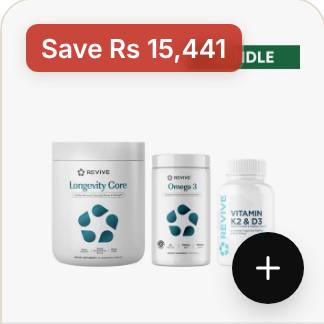 Save Rs 15,441
NDLE
REVIVE
Longevity Core
REVIVE
Omega 3
REVIVE
VITAMIN
K2 & D3